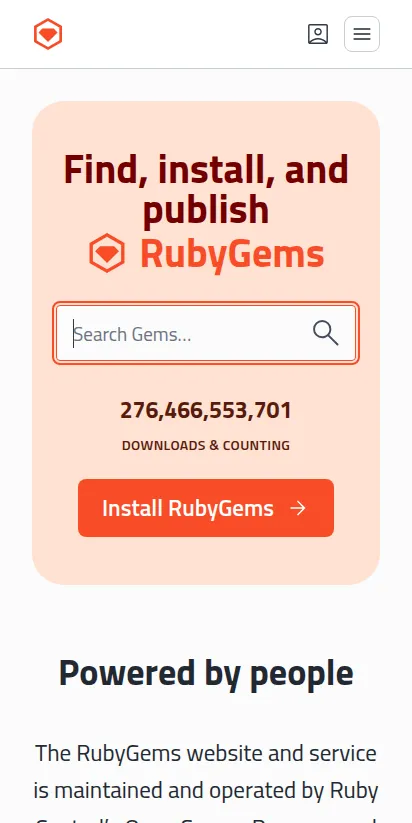 Find, install, and
publish
RubyGems
Search Gems…
276,466,553,701
DOWNLOADS & COUNTING
Install RubyGems
Powered by people
The RubyGems website and service
is maintained and operated by Ruby